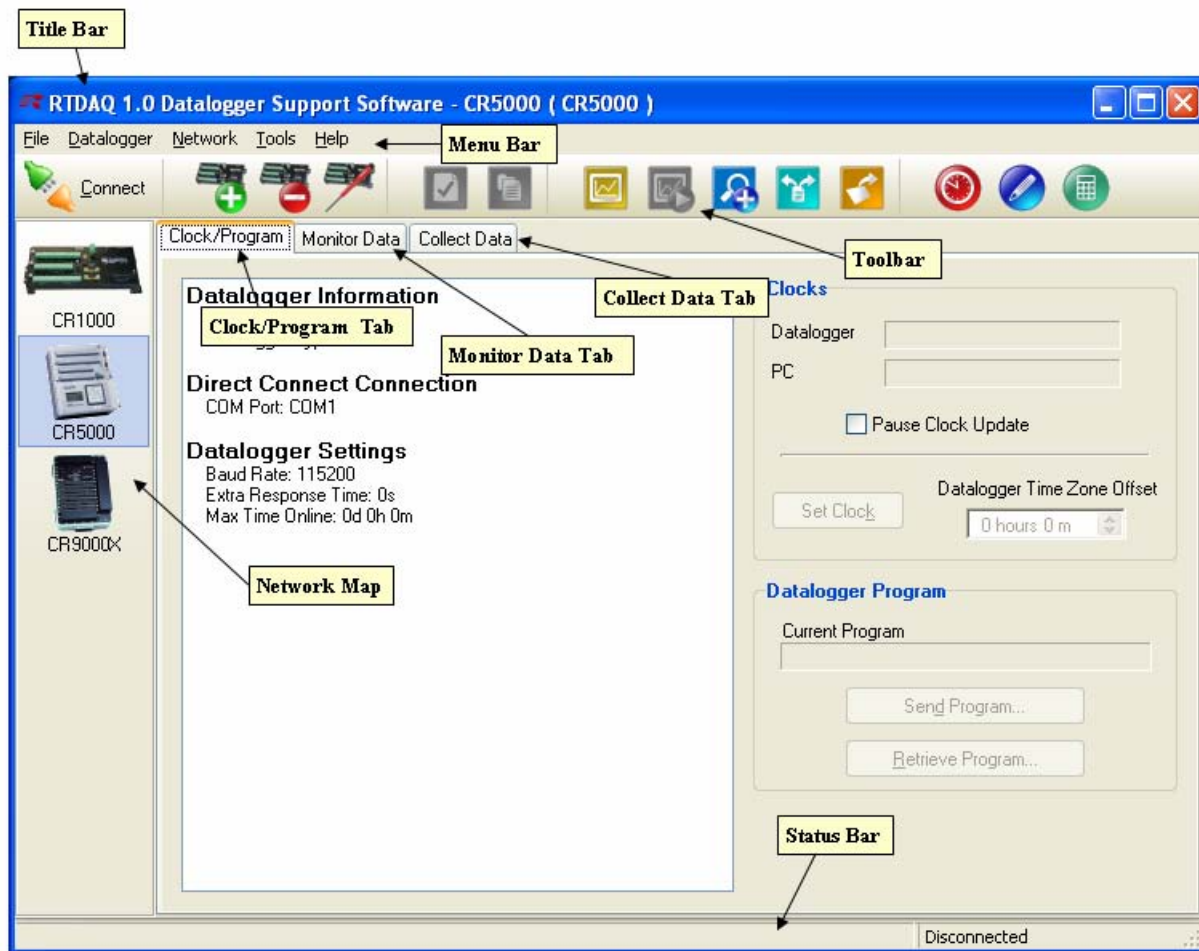 Title Bar
RTDAQ 1.0 Datalogger Support Software - CR5000 ( CR5000 )
File Datalogger Network Tools Help
Menu Bar
Connect
Toolbar
Clock/Program Monitor Data Collect Data
CR1000
CR5000
CR9000X
Network Map
Datalogger Information
Clock/Program Tab
Monitor Data Tab
Collect Data Tab
Direct Connect Connection
COM Port: COM1
Datalogger Settings
Baud Rate: 115200
Extra Response Time: 0s
Max Time Online: 0d 0h 0m
Clocks
Datalogger
PC
Pause Clock Update
Set Clock
Datalogger Time Zone Offset
0 hours 0 m
Datalogger Program
Current Program
Send Program...
Retrieve Program...
Status Bar
Disconnected